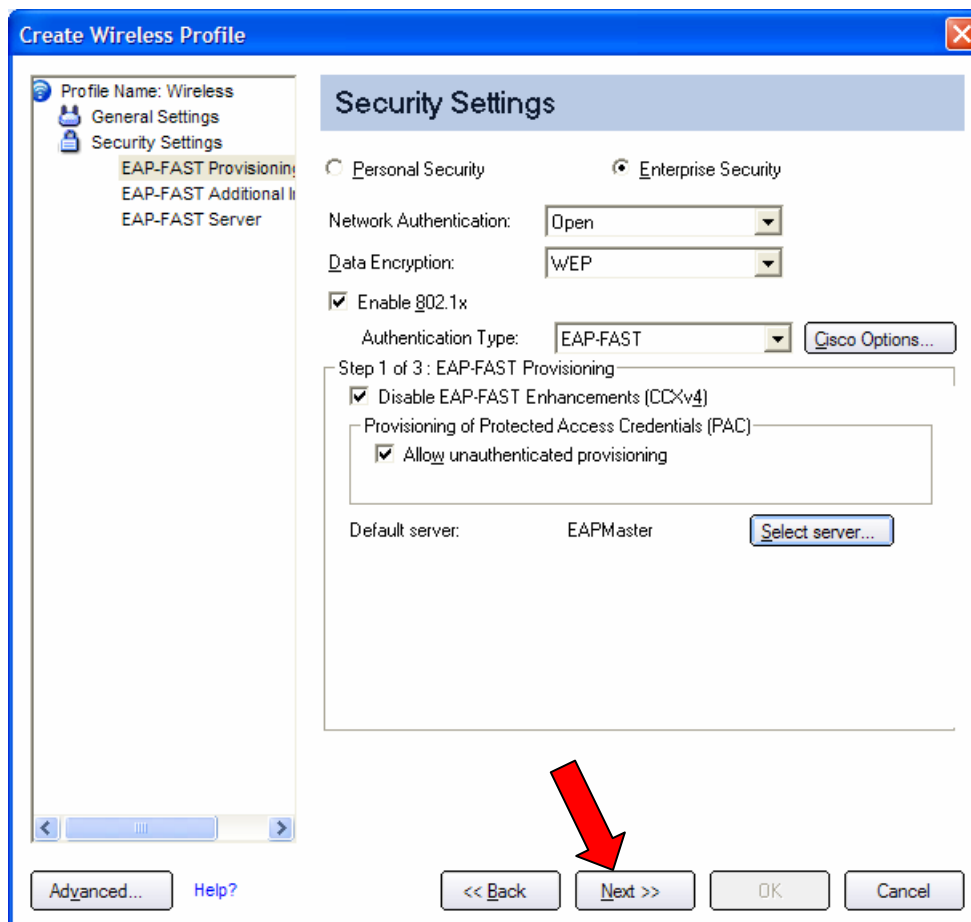 Create Wireless Profile
Profile Name: Wireless
General Settings
Security Settings
EAP-FAST Provisioning
EAP-FAST Additional I
EAP-FAST Server
Security Settings
Personal Security
Enterprise Security
Network Authentication:
Open
Data Encryption:
WEP
Enable 802.1x
Authentication Type:
EAP-FAST
Cisco Options...
Step 1 of 3 : EAP-FAST Provisioning
Disable EAP-FAST Enhancements (CCXv4)
Provisioning of Protected Access Credentials (PAC)
Allow unauthenticated provisioning
Default server:
EAPMaster
Select server...
Advanced...
Help?
<< Back
Next >>
OK
Cancel